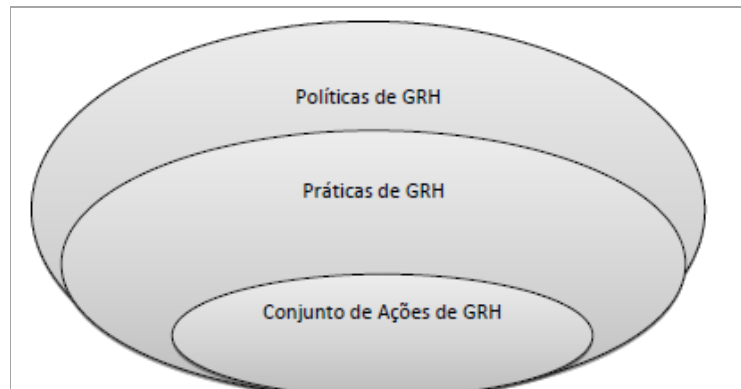 Políticas de GRH
Práticas de GRH
Conjunto de Ações de GRH